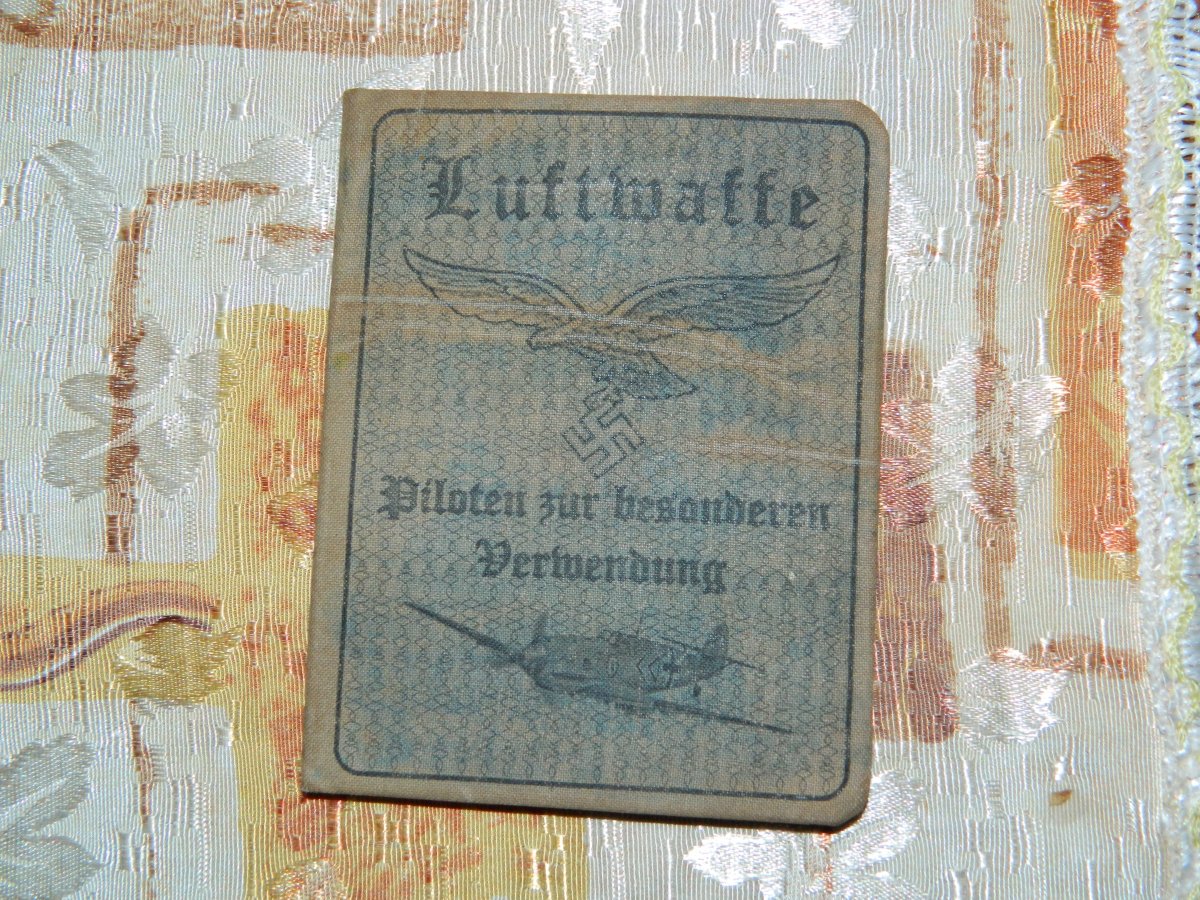 Luftwaffe
Piloten zur besonderen
Verwendung